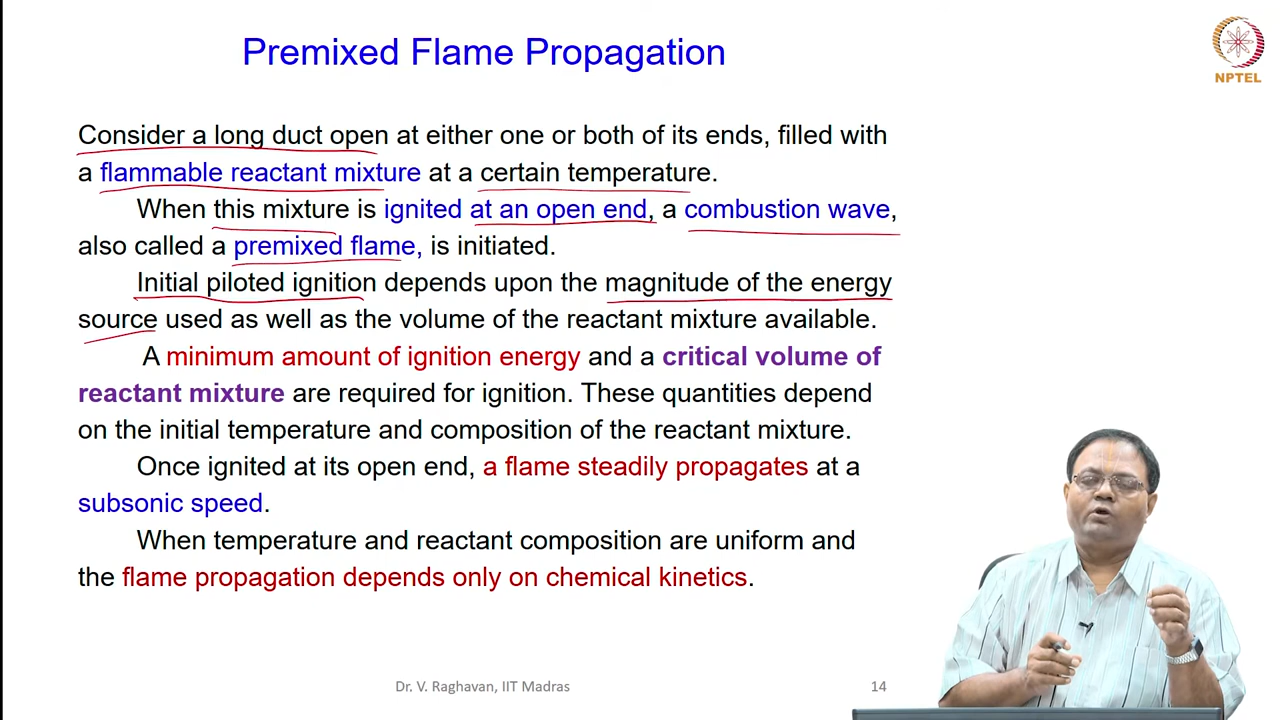 Premixed Flame Propagation
NPTEL
Consider a long duct open at either one or both of its ends, filled with
a flammable reactant mixture at a certain temperature.
When this mixture is ignited at an open end, a combustion wave,
also called a premixed flame, is initiated.
Initial piloted ignition depends upon the magnitude of the energy
source used as well as the volume of the reactant mixture available.
A minimum amount of ignition energy and a critical volume of
reactant mixture are required for ignition. These quantities depend
on the initial temperature and composition of the reactant mixture.
Once ignited at its open end, a flame steadily propagates at a
subsonic speed.
When temperature and reactant composition are uniform and
the flame propagation depends only on chemical kinetics.
Dr. V. Raghavan, IIT Madras
14